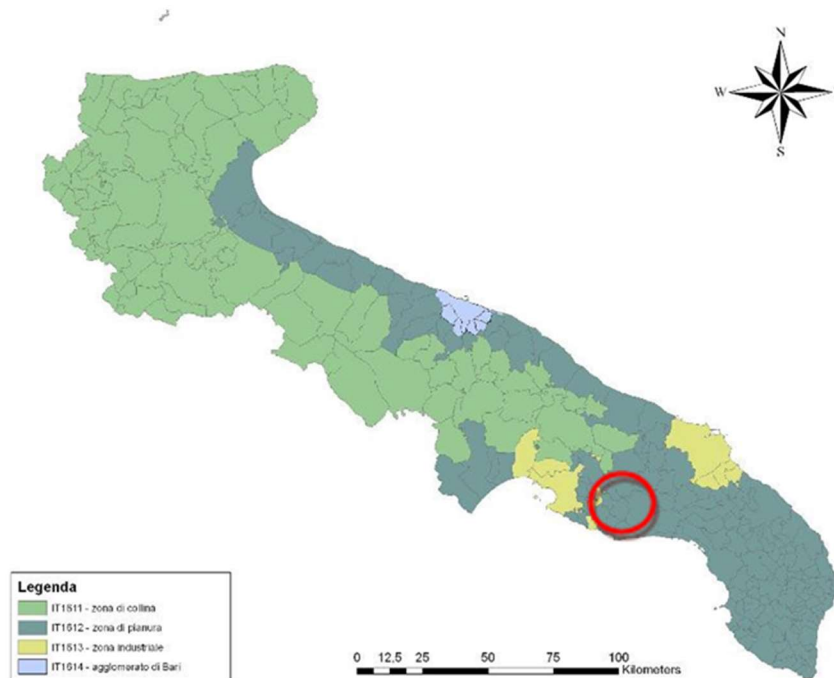 N
W
S
Legenda
IT1611 - zona di collina
IT1612 - zona di pianura
IT1613 - zona industriale
IT1614 - agglomerato di Bari
0 12,5 25 50 75 100
Kilometers